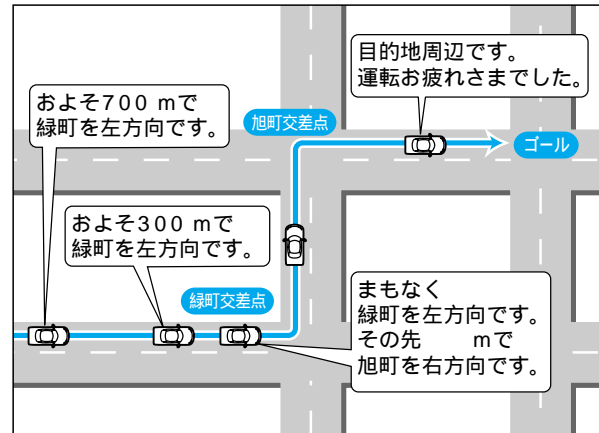 目的地周辺です。
運転お疲れさまでした。
およそ700 mで
緑町を左方向です。
旭町交差点
ゴール
およそ300 mで
緑町を左方向です。
緑町交差点
まもなく
緑町を左方向です。
その先　　mで
旭町を右方向です。